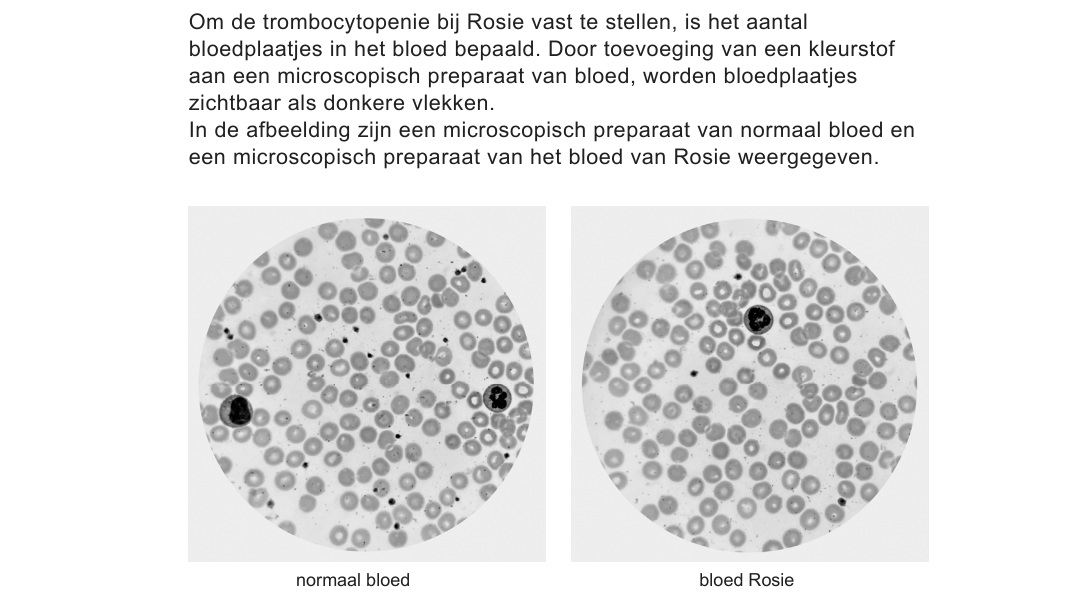 Om de trombocytopenie bij Rosie vast te stellen, is het aantal
bloedplaatjes in het bloed bepaald. Door toevoeging van een kleurstof
aan een microscopisch preparaat van bloed, worden bloedplaatjes
zichtbaar als donkere vlekken.
In de afbeelding zijn een microscopisch preparaat van normaal bloed en
een microscopisch preparaat van het bloed van Rosie weergegeven.
normaal bloed
bloed Rosie